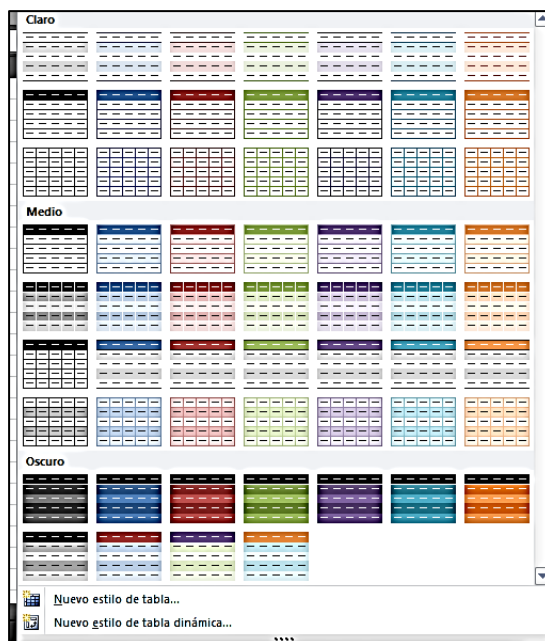 Claro
Medio
Oscuro
Nuevo estilo de tabla...
Nuevo estilo de tabla dinámica...